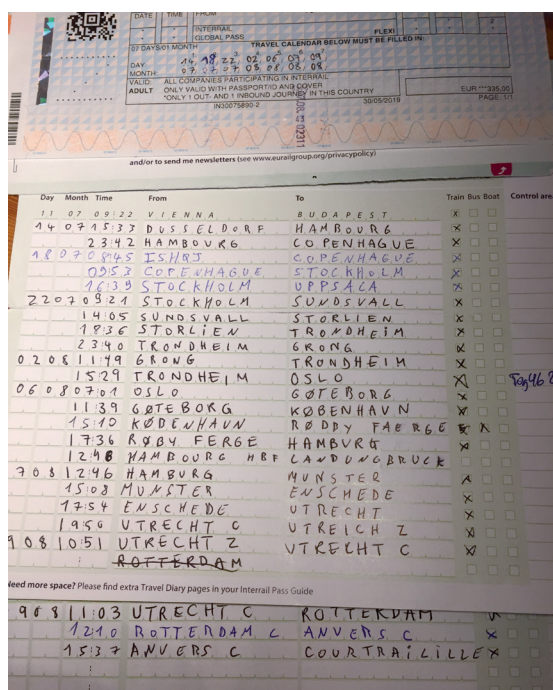 DATE TIME FROM
INTERRAIL FLEXI 2
GLOBAL PASS
07 DAYS/01 MONTH TRAVEL CALENDAR BELOW MUST BE FILLED IN:
DAY 14 18 22 02 06 07 09
MONTH: 07 07 07 08 08 08 08
VALID: ALL COMPANIES PARTICIPATING IN INTERRAIL
ADULT ONLY VALID WITH PASSPORT/ID AND COVER EUR ***335,00
*ONLY 1 OUT- AND 1 INBOUND JOURNEY IN THIS COUNTRY PAGE 1/1
IN30075890-2 30/05/2019
and/or to send me newsletters (see www.eurailgroup.org/privacypolicy)
Day Month Time From To Train Bus Boat Control area
11 07 09:22 VIENNA BUDAPEST x
14 07 15:33 DUSSELDORF HAMBOURG x
23:42 HAMBOURG COPENHAGUE x
18 07 08:45 ISHØJ COPENHAGUE x
09:53 COPENHAGUE STOCKHOLM x
16:39 STOCKHOLM UPPSALA x
22 07 09:21 STOCKHOLM SUNDSVALL x
14:05 SUNDSVALL STORLIEN x
18:36 STORLIEN TRONDHEIM x
23:40 TRONDHEIM GRONG x
02 08 11:49 GRONG TRONDHEIM x
15:29 TRONDHEIM OSLO x
06 08 07:01 OSLO GØTEBORG x
11:39 GØTEBORG KØBENHAVN x
15:10 KØBENHAVN RØDBY FAERGE x x
17:36 RØBY FERGE HAMBURG x
12:46 HAMBOURG HBF LANDUNGBRUCK
7 08 12:46 HAMBURG MUNSTER x
15:08 MUNSTER ENSCHEDE x
17:54 ENSCHEDE UTRECHT x
19:56 UTRECHT C UTREICH Z x
9 08 10:51 UTRECHT Z UTRECHT C x
ROTTERDAM
Need more space? Please find extra Travel Diary pages in your Interrail Pass Guide
9 08 11:03 UTRECHT C ROTTERDAM x
12:10 ROTTERDAM C ANVERS C x
15:37 ANVERS C COURTRAI LILLE x